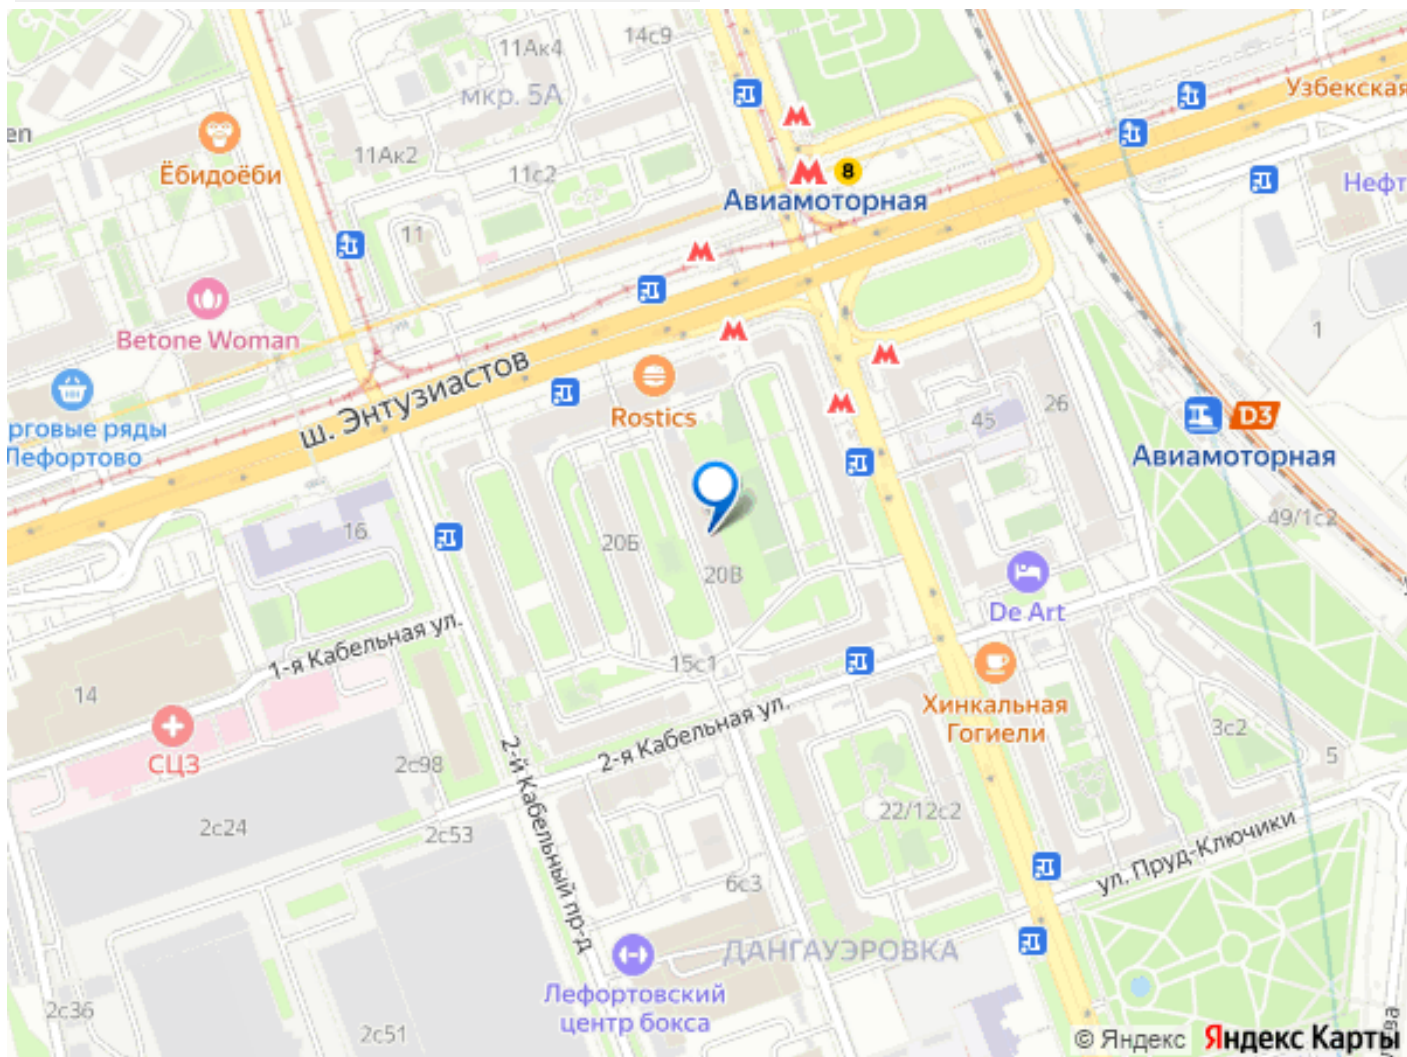 11Ак4
14с9
мкр. 5А
Узбекская
en
Ёбидоёби
11Ак2
11с2
8
Авиамоторная
Нефт
11
Betone Woman
1
ш. Энтузиастов
Rostics
рговые ряды
Лефортово
45
26
D3
Авиамоторная
49/1с2
16
20Б
20В
De Art
1-я Кабельная ул.
15с1
14
2-я Кабельная ул.
Хинкальная
Гогиели
3с2
5
СЦЗ
2с98
2-й Кабельный пр-д
2с24
2с53
22/12с2
ул. Пруд-Ключики
6с3
ДАНГАУЭРОВКА
Лефортовский
центр бокса
2с36
2с51
ва
© Яндекс Яндекс Карты